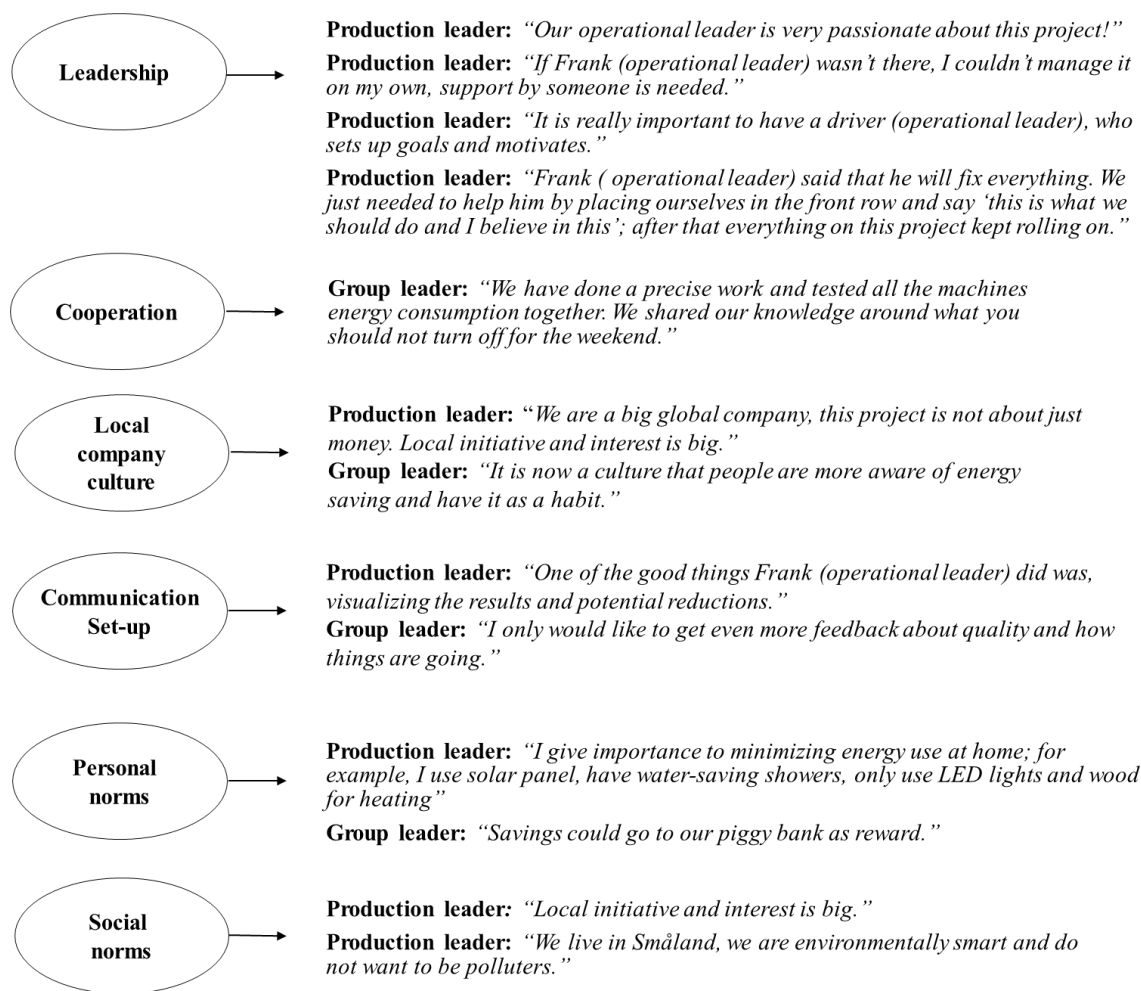 Leadership
Production leader: “Our operational leader is very passionate about this project!”
Production leader: “If Frank (operational leader) wasn’t there, I couldn’t manage it
on my own, support by someone is needed.”
Production leader: “It is really important to have a driver (operational leader), who
sets up goals and motivates.”
Production leader: “Frank ( operational leader) said that he will fix everything. We
just needed to help him by placing ourselves in the front row and say ‘this is what we
should do and I believe in this’; after that everything on this project kept rolling on.”
Cooperation
Group leader: “We have done a precise work and tested all the machines
energy consumption together. We shared our knowledge around what you
should not turn off for the weekend.”
Local
company
culture
Production leader: “We are a big global company, this project is not about just
money. Local initiative and interest is big.”
Group leader: “It is now a culture that people are more aware of energy
saving and have it as a habit.”
Communication
Set-up
Production leader: “One of the good things Frank (operational leader) did was,
visualizing the results and potential reductions.”
Group leader: “I only would like to get even more feedback about quality and how
things are going.”
Personal
norms
Production leader: “I give importance to minimizing energy use at home; for
example, I use solar panel, have water-saving showers, only use LED lights and wood
for heating”
Group leader: “Savings could go to our piggy bank as reward.”
Social
norms
Production leader: “Local initiative and interest is big.”
Production leader: “We live in Småland, we are environmentally smart and do
not want to be polluters.”